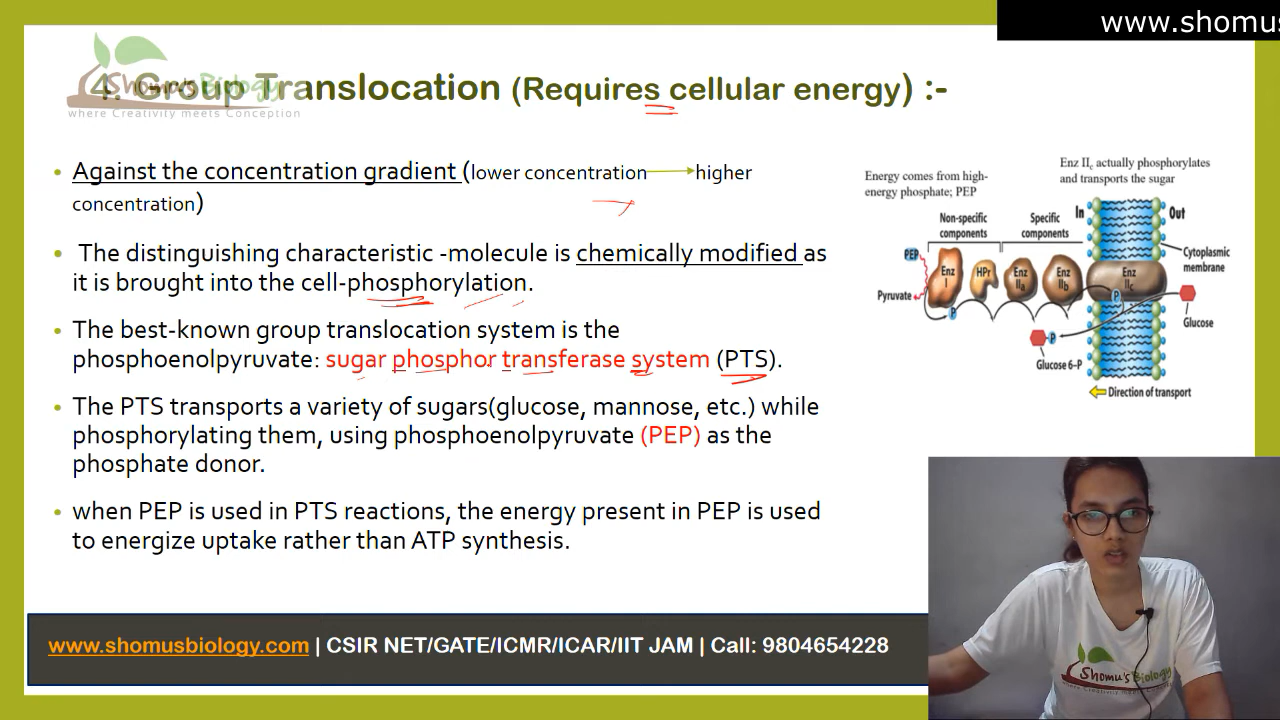 www.shomus
4. Group Translocation (Requires cellular energy) :-
Shomu's Biology
where Creativity meets Conception
• Against the concentration gradient (lower concentration → higher
concentration)
• The distinguishing characteristic -molecule is chemically modified as
it is brought into the cell-phosphorylation.
• The best-known group translocation system is the
phosphoenolpyruvate: sugar phosphor transferase system (PTS).
• The PTS transports a variety of sugars(glucose, mannose, etc.) while
phosphorylating them, using phosphoenolpyruvate (PEP) as the
phosphate donor.
• when PEP is used in PTS reactions, the energy present in PEP is used
to energize uptake rather than ATP synthesis.
Energy comes from high-
energy phosphate; PEP
Enz IIc actually phosphorylates
and transports the sugar
Non-specific
components
Specific
components
In
Out
PEP
Enz
I
HPr
Enz
IIa
Enz
IIb
Enz
IIc
Cytoplasmic
membrane
Pyruvate
P
P
Glucose
P
Glucose 6–P
Direction of transport
www.shomusbiology.com | CSIR NET/GATE/ICMR/ICAR/IIT JAM | Call: 9804654228
Shomu's Biology